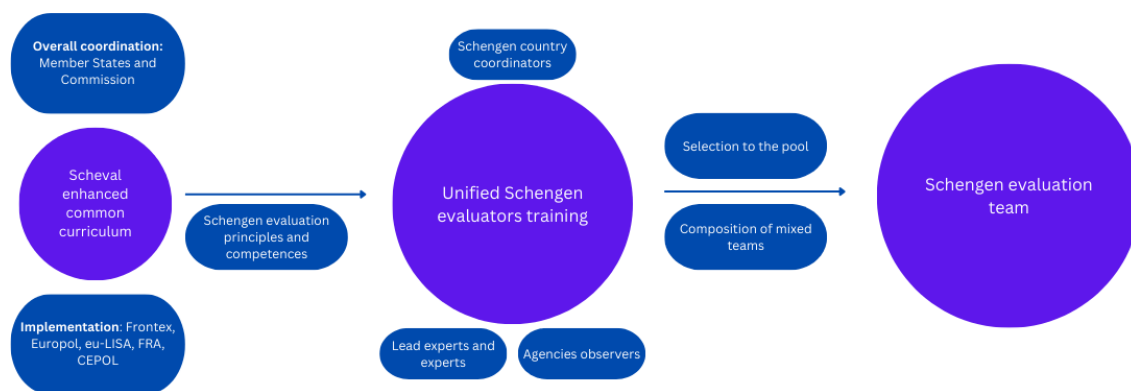 Overall coordination:
Member States and
Commission
Scheval
enhanced
common
curriculum
Implementation: Frontex,
Europol, eu-LISA, FRA,
CEPOL
Schengen evaluation
principles and
competences
Schengen country
coordinators
Unified Schengen
evaluators training
Lead experts and
experts
Agencies observers
Selection to the pool
Composition of mixed
teams
Schengen evaluation
team